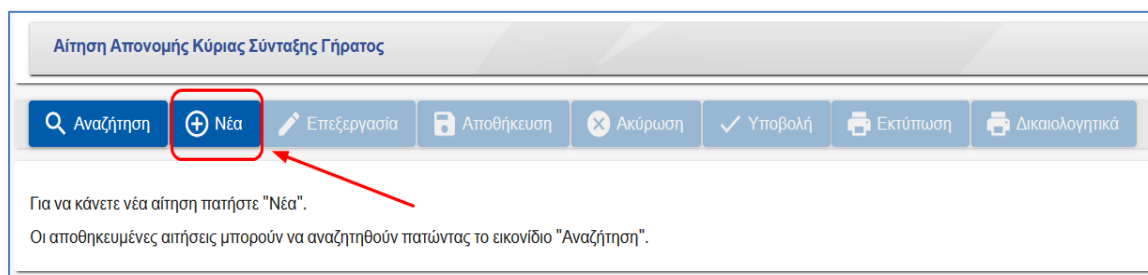 Αίτηση Απονομής Κύριας Σύνταξης Γήρατος
Αναζήτηση Νέα Επεξεργασία Αποθήκευση Ακύρωση Υποβολή Εκτύπωση Δικαιολογητικά
Για να κάνετε νέα αίτηση πατήστε "Νέα".
Οι αποθηκευμένες αιτήσεις μπορούν να αναζητηθούν πατώντας το εικονίδιο "Αναζήτηση".